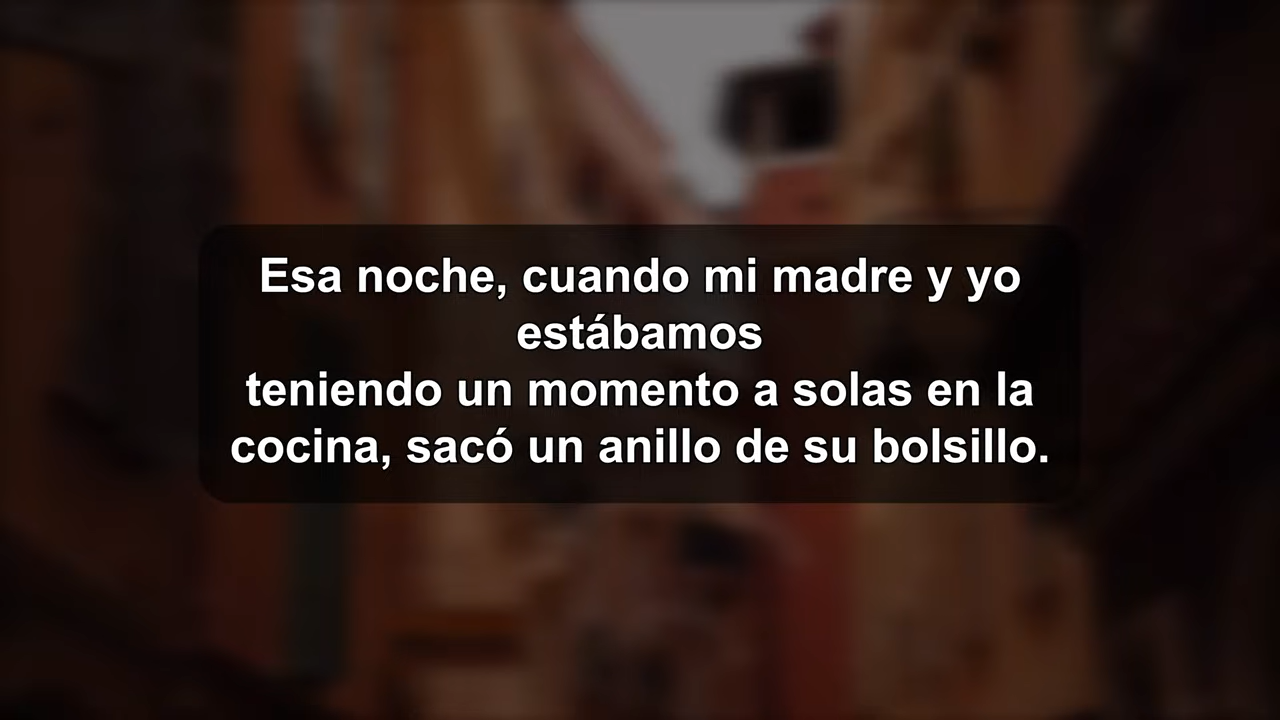 Esa noche, cuando mi madre y yo
estábamos
teniendo un momento a solas en la
cocina, sacó un anillo de su bolsillo.